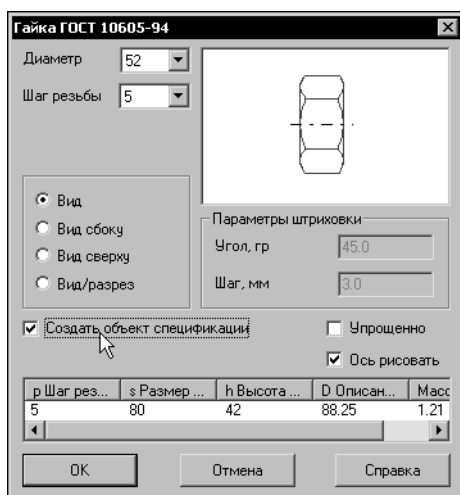 Гайка ГОСТ 10605-94
Диаметр 52
Шаг резьбы 5
Вид
Вид сбоку
Вид сверху
Вид/разрез
Параметры штриховки
Угол, гр 45.0
Шаг, мм 3.0
Создать объект спецификации
Упрощенно
Ось рисовать
p Шаг рез... s Размер ... h Высота ... D Описан... Масс
5 80 42 88.25 1.21
OK Отмена Справка